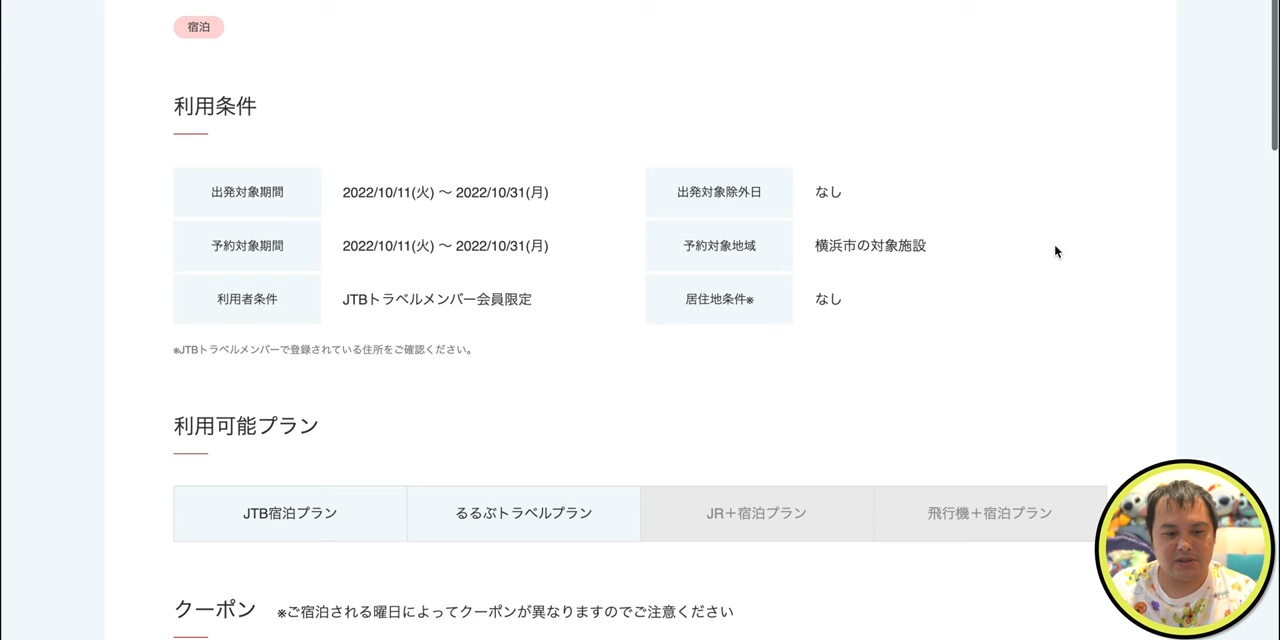 宿泊
利用条件
出発対象期間 2022/10/11(火) 〜 2022/10/31(月) 出発対象除外日 なし
予約対象期間 2022/10/11(火) 〜 2022/10/31(月) 予約対象地域 横浜市の対象施設
利用者条件 JTBトラベルメンバー会員限定 居住地条件※ なし
※JTBトラベルメンバーで登録されている住所をご確認ください。
利用可能プラン
JTB宿泊プラン るるぶトラベルプラン JR＋宿泊プラン 飛行機＋宿泊プラン
クーポン ※ご宿泊される曜日によってクーポンが異なりますのでご注意ください